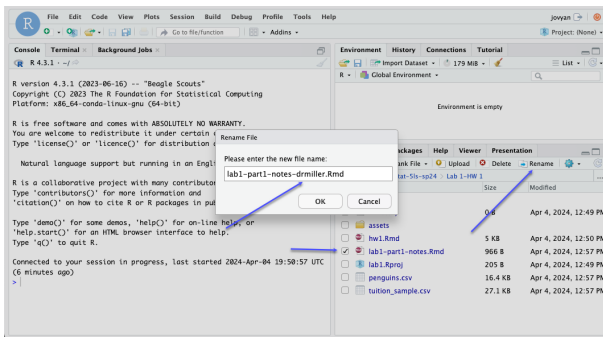 File Edit Code View Plots Session Build Debug Profile Tools Help
jovyan
Go to file/function
Addins
Project: (None)
Console Terminal Background Jobs
R 4.3.1 · ~/
R version 4.3.1 (2023-06-16) -- "Beagle Scouts"
Copyright (C) 2023 The R Foundation for Statistical Computing
Platform: x86_64-conda-linux-gnu (64-bit)
R is free software and comes with ABSOLUTELY NO WARRANTY.
You are welcome to redistribute it under certain
Type 'license()' or 'licence()' for distribution
Natural language support but running in an Engl
R is a collaborative project with many contributo
Type 'contributors()' for more information and
'citation()' on how to cite R or R packages in pub
Type 'demo()' for some demos, 'help()' for on-line help, or
'help.start()' for an HTML browser interface to help.
Type 'q()' to quit R.
Connected to your session in progress, last started 2024-Apr-04 19:50:57 UTC
(6 minutes ago)
>
Environment History Connections Tutorial
Import Dataset 179 MiB List
R Global Environment
Environment is empty
Rename File
Please enter the new file name:
lab1-part1-notes-drmiller.Rmd
OK Cancel
ackages Help Viewer Presentation
ank File Upload Delete Rename
tat-5ls-sp24 > Lab 1-HW 1
Size Modified
0 B Apr 4, 2024, 12:49 PM
assets
hw1.Rmd 5 KB Apr 4, 2024, 12:50 PM
lab1-part1-notes.Rmd 966 B Apr 4, 2024, 12:57 PM
lab1.Rproj 205 B Apr 4, 2024, 12:49 PM
penguins.csv 16.4 KB Apr 4, 2024, 12:57 PM
tuition_sample.csv 27.1 KB Apr 4, 2024, 12:57 PM